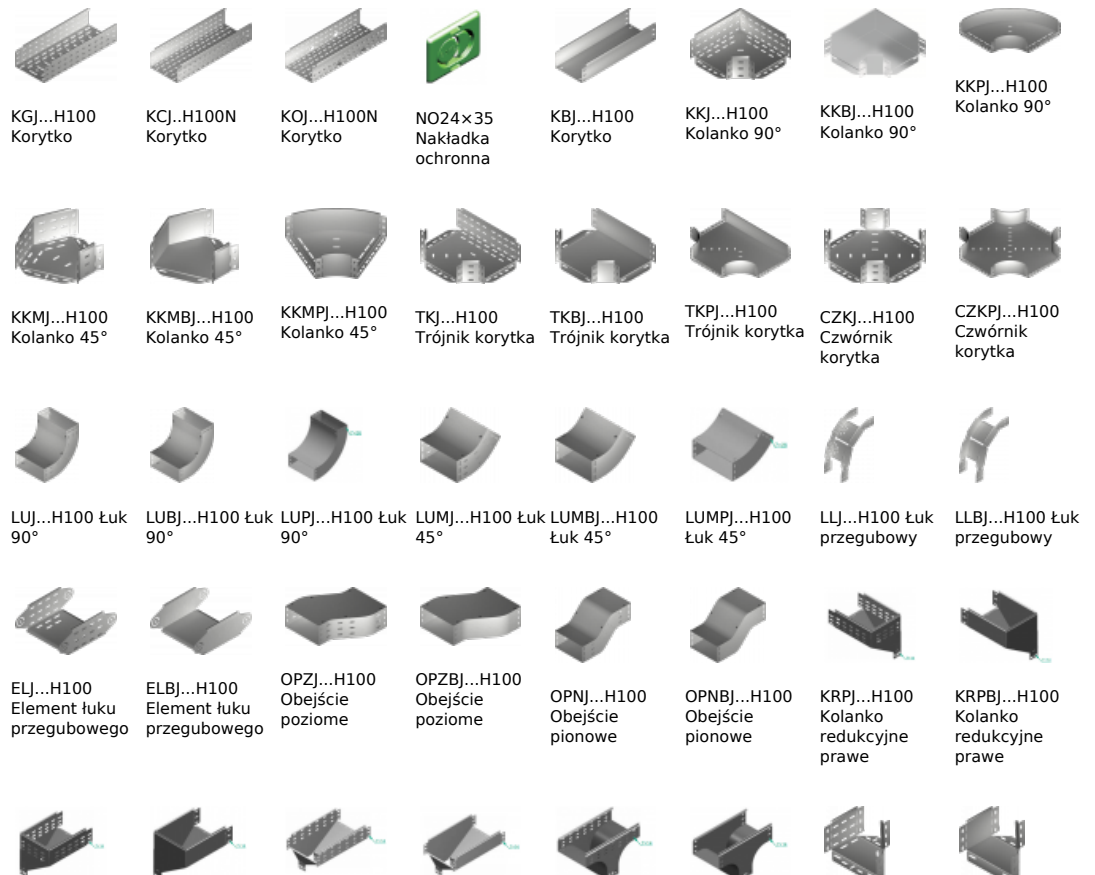 KGJ...H100
Korytko
KCJ..H100N
Korytko
KOJ...H100N
Korytko
NO24×35
Nakładka
ochronna
KBJ...H100
Korytko
KKJ...H100
Kolanko 90°
KKBJ...H100
Kolanko 90°
KKPJ...H100
Kolanko 90°
KKMJ...H100
Kolanko 45°
KKMBJ...H100
Kolanko 45°
KKMPJ...H100
Kolanko 45°
TKJ...H100
Trójnik korytka
TKBJ...H100
Trójnik korytka
TKPJ...H100
Trójnik korytka
CZKJ...H100
Czwórnik
korytka
CZKPJ...H100
Czwórnik
korytka
LUJ...H100 Łuk
90°
LUBJ...H100 Łuk
90°
LUPJ...H100 Łuk
90°
LUMJ...H100 Łuk
45°
LUMBJ...H100
Łuk 45°
LUMPJ...H100
Łuk 45°
LLJ...H100 Łuk
przegubowy
LLBJ...H100 Łuk
przegubowy
ELJ...H100
Element łuku
przegubowego
ELBJ...H100
Element łuku
przegubowego
OPZJ...H100
Obejście
poziome
OPZBJ...H100
Obejście
poziome
OPNJ...H100
Obejście
pionowe
OPNBJ...H100
Obejście
pionowe
KRPJ...H100
Kolanko
redukcyjne
prawe
KRPBJ...H100
Kolanko
redukcyjne
prawe